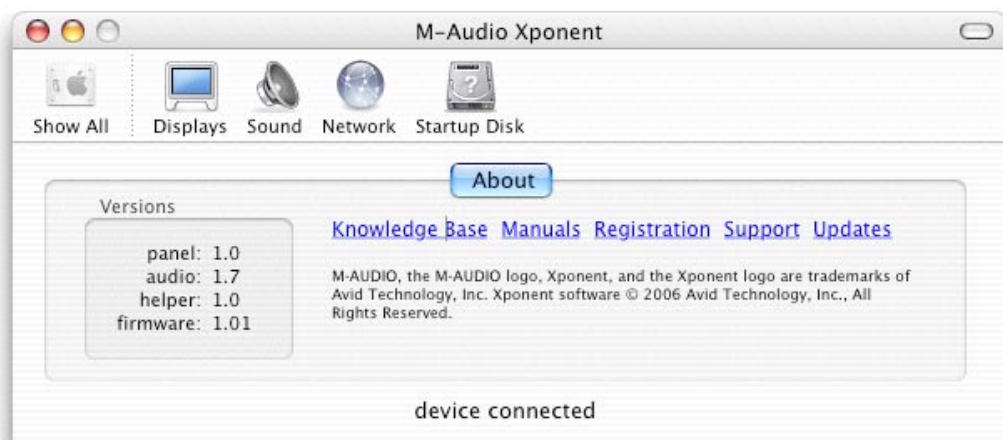 M-Audio Xponent
Show All
Displays
Sound
Network
Startup Disk
About
Versions
panel: 1.0
audio: 1.7
helper: 1.0
firmware: 1.01
Knowledge Base Manuals Registration Support Updates
M-AUDIO, the M-AUDIO logo, Xponent, and the Xponent logo are trademarks of
Avid Technology, Inc. Xponent software © 2006 Avid Technology, Inc., All
Rights Reserved.
device connected